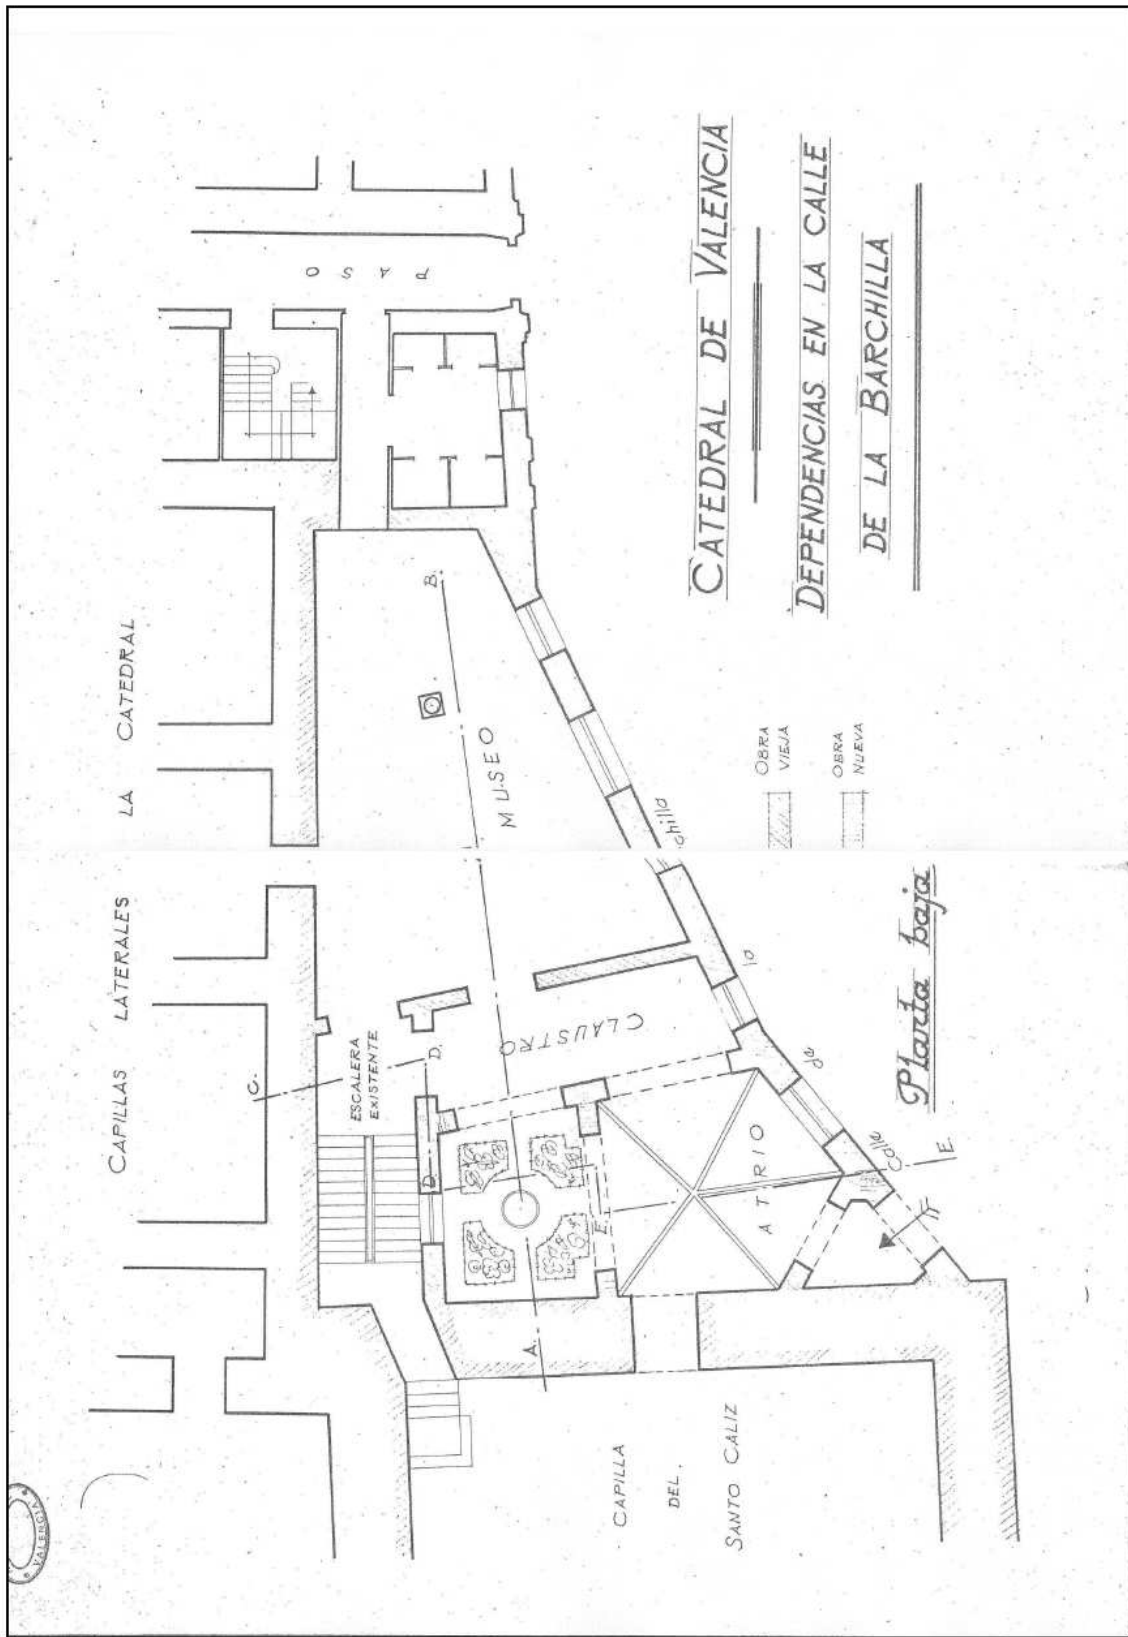 CATEDRAL DE VALENCIA
DEPENDENCIAS EN LA CALLE
DE LA BARCHILLA
Planta baja
OBRA
VIEJA
OBRA
NUEVA
CAPILLAS LATERALES LA CATEDRAL
PASO
B.
MUSEO
CLAUSTRO
C.
ESCALERA
EXISTENTE
D.
D.
A.
ATRIO
E.
E.
Calle de la chilla
CAPILLA
DEL.
SANTO CALIZ
VALENCIA